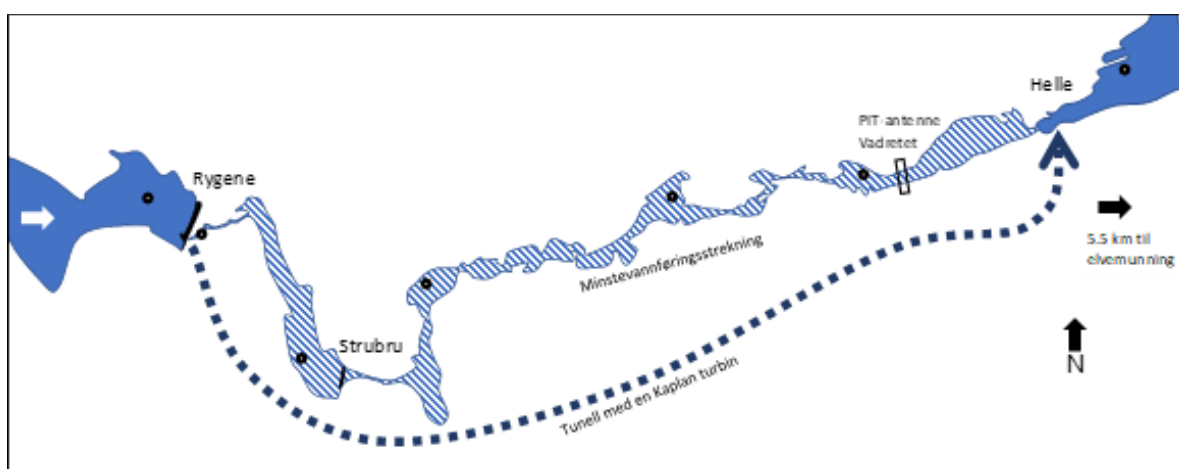 Helle
PIT-antenne
Vadretet
Rygene
5.5 km til
elvemunning
Minstevannføringsstrekning
Strubru
N
Tunell med en Kaplan turbin